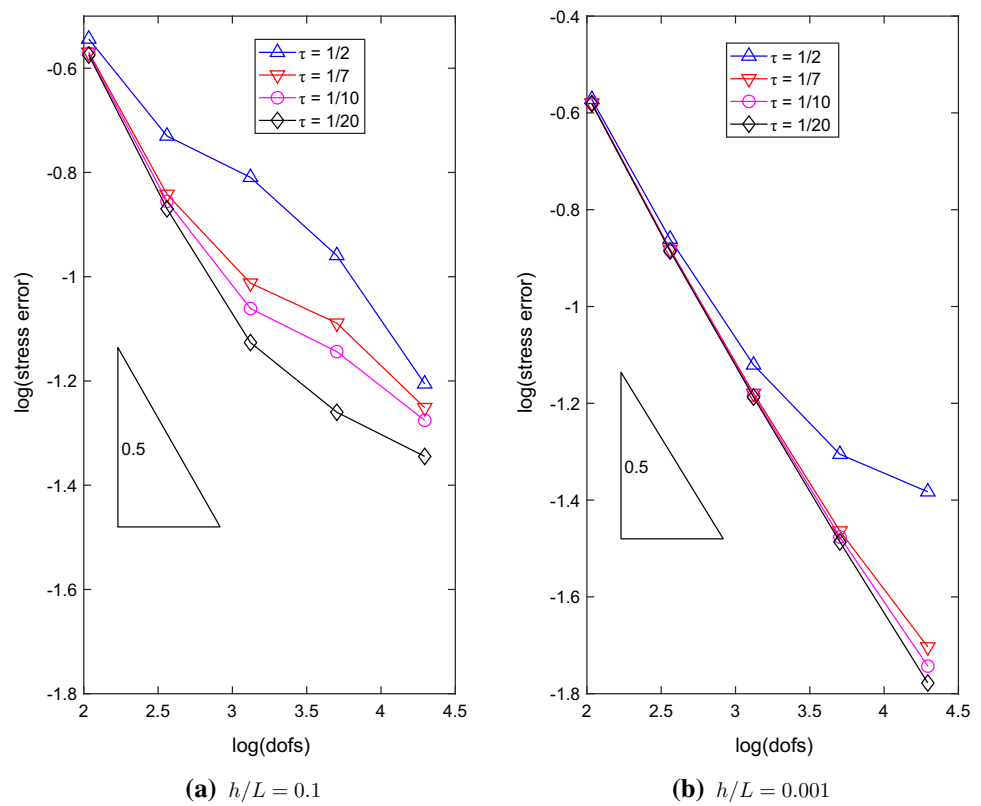 -0.6
-0.8
-1
-1.2
-1.4
-1.6
-1.8
log(stress error)
τ = 1/2
τ = 1/7
τ = 1/10
τ = 1/20
0.5
2
2.5
3
3.5
4
4.5
log(dofs)
(a) h/L = 0.1
-0.4
-0.6
-0.8
-1
-1.2
-1.4
-1.6
-1.8
log(stress error)
τ = 1/2
τ = 1/7
τ = 1/10
τ = 1/20
0.5
2
2.5
3
3.5
4
4.5
log(dofs)
(b) h/L = 0.001